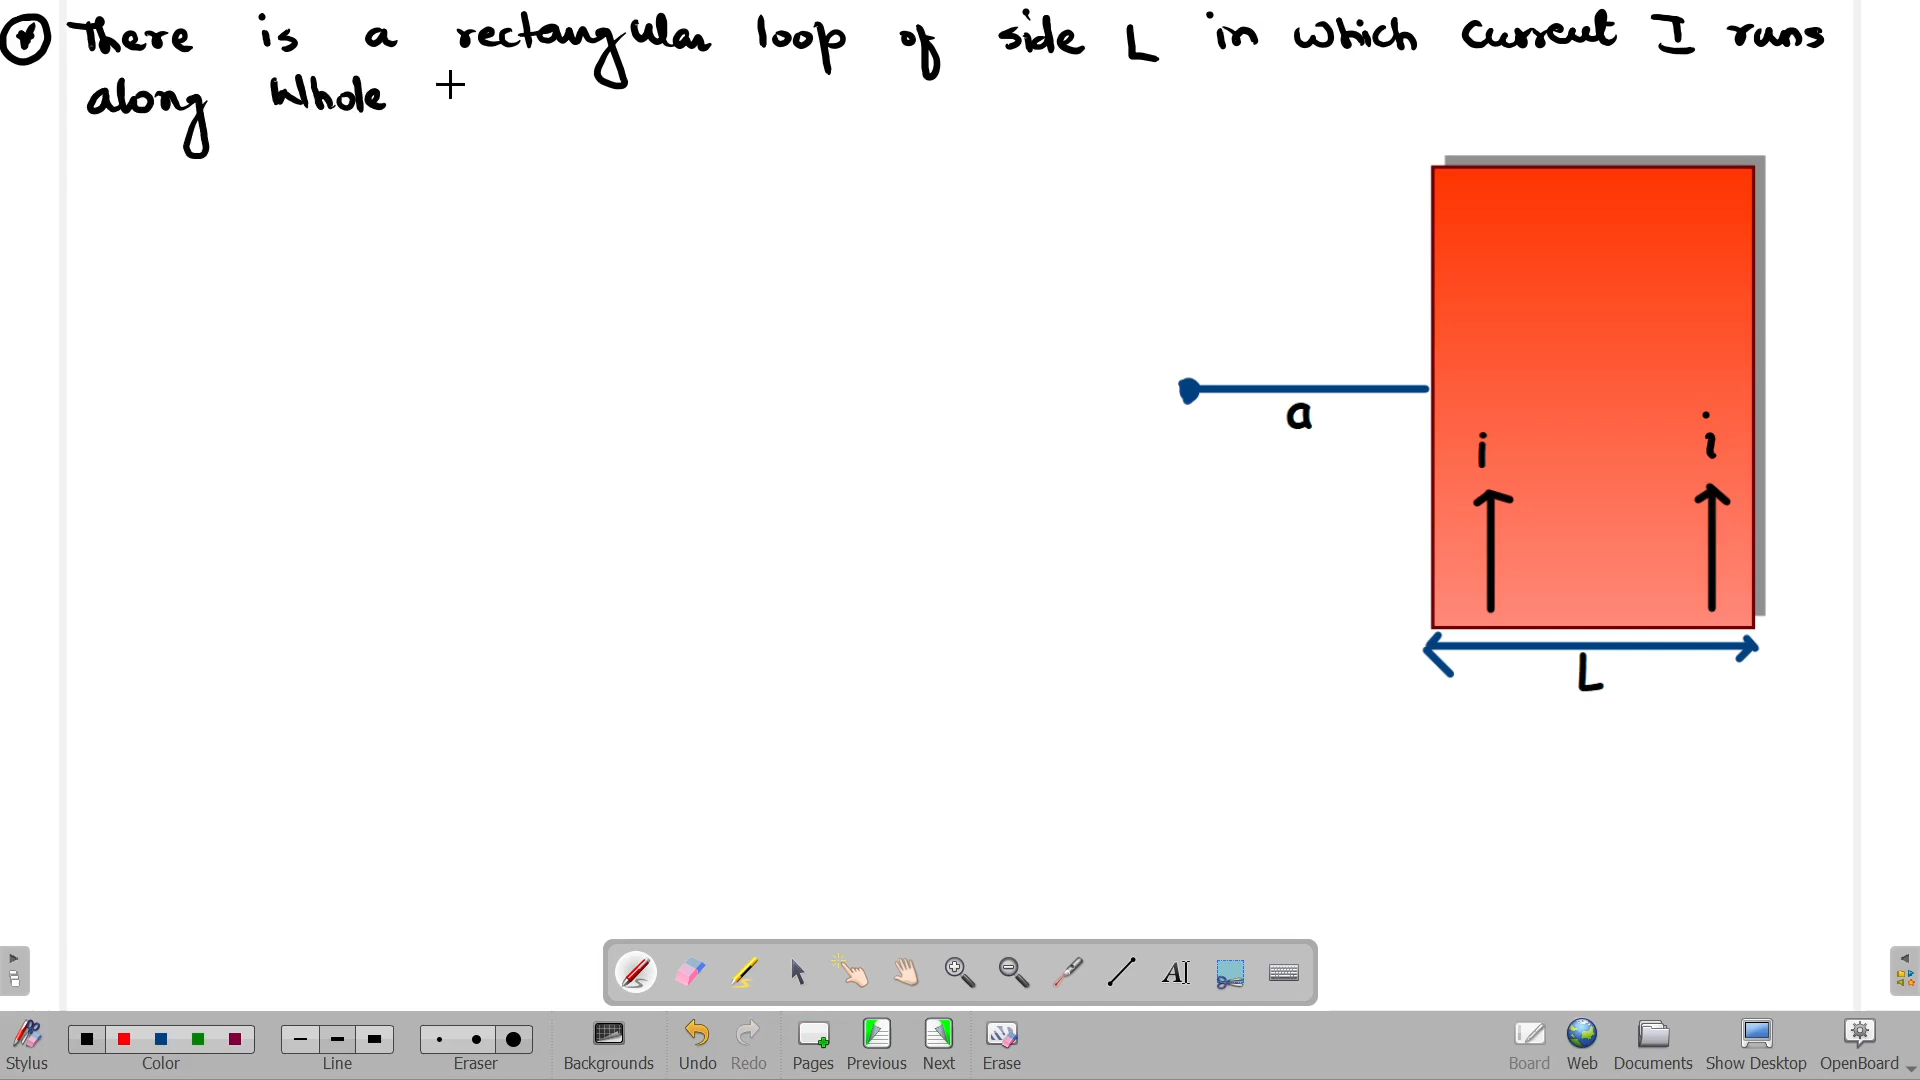 There is a rectangular loop of side L in which current I runs
along Whole
a
i
i
L
Stylus
Color
Line
Eraser
Backgrounds
Undo
Redo
Pages
Previous
Next
Erase
Board
Web
Documents
Show Desktop
OpenBoard